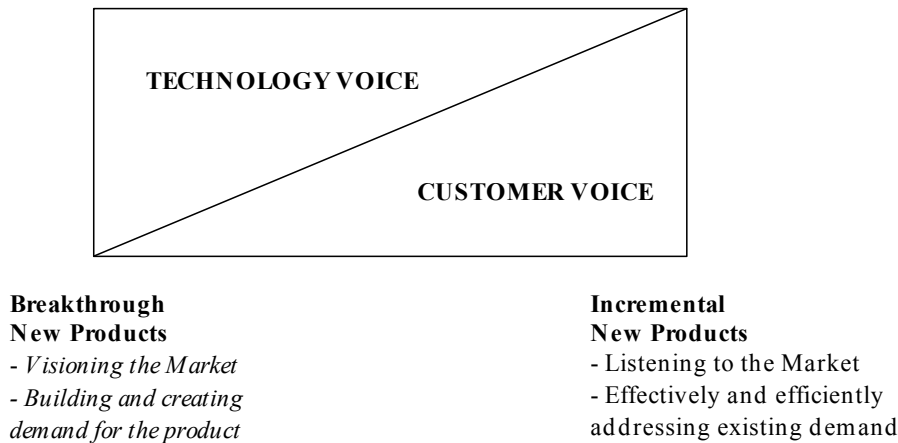 TECHNOLOGY VOICE
CUSTOMER VOICE
Breakthrough
New Products
- Visioning the Market
- Building and creating
demand for the product
Incremental
New Products
- Listening to the Market
- Effectively and efficiently
addressing existing demand